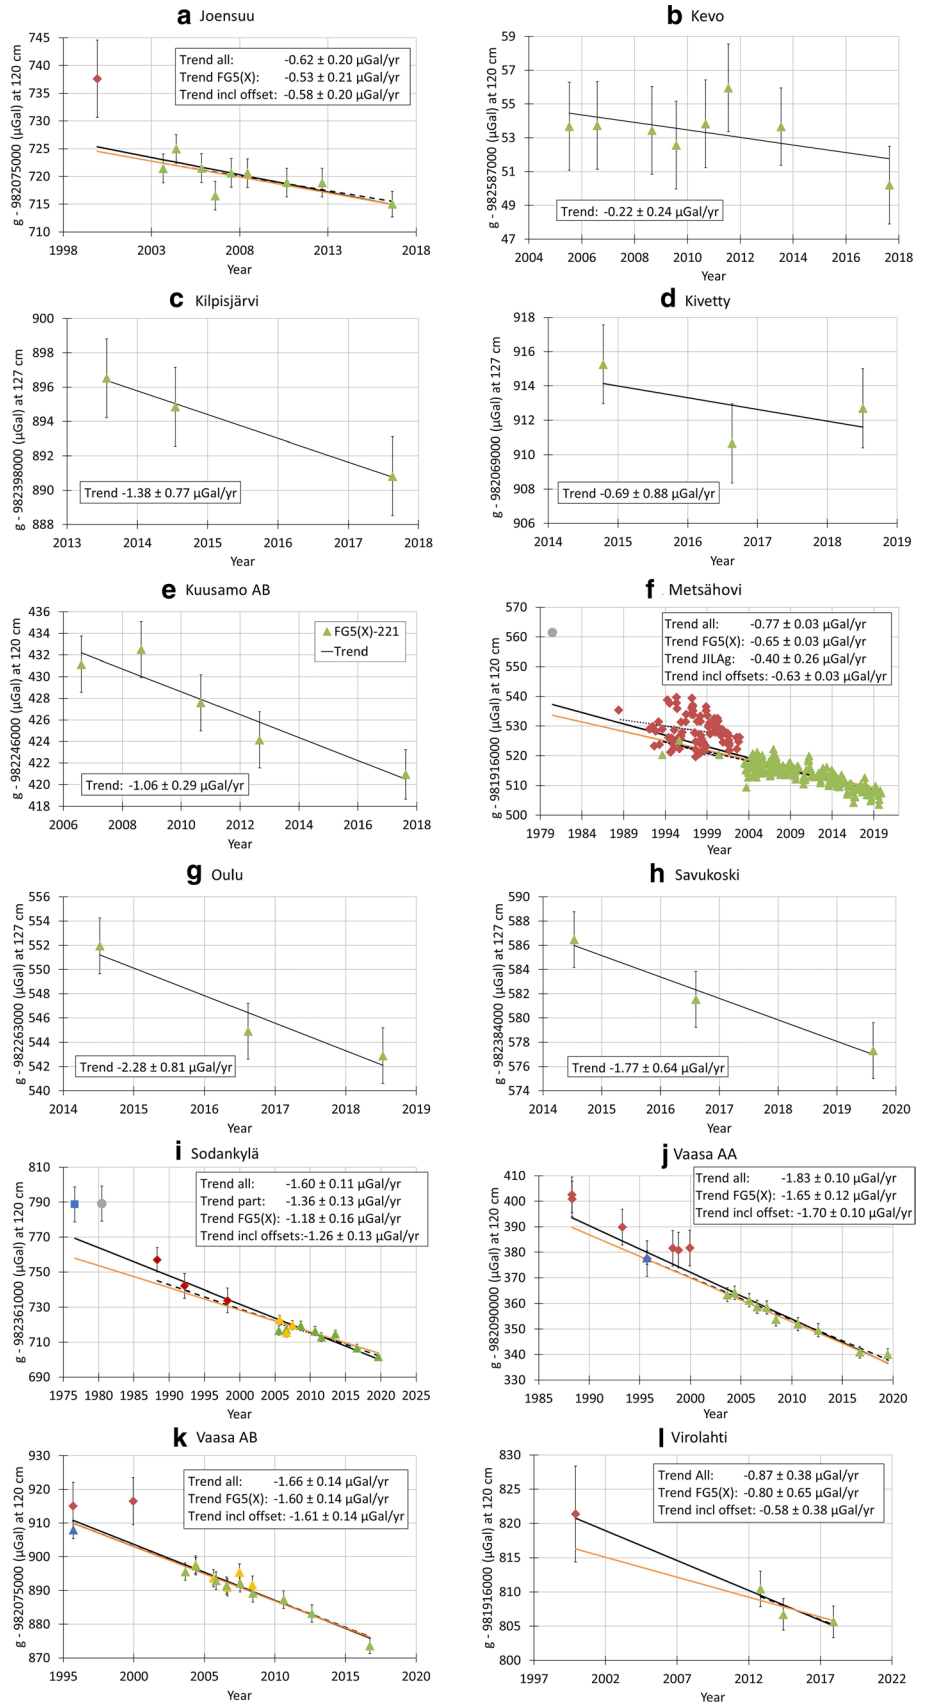 a Joensuu
g - 982075000 (µGal) at 120 cm
745
740
735
730
725
720
715
710
Trend all: -0.62 ± 0.20 µGal/yr
Trend FG5(X): -0.53 ± 0.21 µGal/yr
Trend incl offset: -0.58 ± 0.20 µGal/yr
1998 2003 2008 2013 2018
Year
b Kevo
g - 982587000 (µGal) at 120 cm
59
57
55
53
51
49
47
Trend: -0.22 ± 0.24 µGal/yr
2004 2006 2008 2010 2012 2014 2016 2018
Year
c Kilpisjärvi
g - 982398000 (µGal) at 127 cm
900
898
896
894
892
890
888
Trend -1.38 ± 0.77 µGal/yr
2013 2014 2015 2016 2017 2018
Year
d Kivetty
g - 982069000 (µGal) at 127 cm
918
916
914
912
910
908
906
Trend -0.69 ± 0.88 µGal/yr
2014 2015 2016 2017 2018 2019
Year
e Kuusamo AB
g - 982246000 (µGal) at 120 cm
436
434
432
430
428
426
424
422
420
418
FG5(X)-221
Trend
Trend: -1.06 ± 0.29 µGal/yr
2006 2008 2010 2012 2014 2016 2018
Year
f Metsähovi
g - 981916000 (µGal) at 120 cm
570
560
550
540
530
520
510
500
Trend all: -0.77 ± 0.03 µGal/yr
Trend FG5(X): -0.65 ± 0.03 µGal/yr
Trend JILAg: -0.40 ± 0.26 µGal/yr
Trend incl offsets: -0.63 ± 0.03 µGal/yr
1979 1984 1989 1994 1999 2004 2009 2014 2019
Year
g Oulu
g - 982263000 (µGal) at 127 cm
556
554
552
550
548
546
544
542
540
Trend -2.28 ± 0.81 µGal/yr
2014 2015 2016 2017 2018 2019
Year
h Savukoski
g - 982384000 (µGal) at 127 cm
590
588
586
584
582
580
578
576
574
Trend -1.77 ± 0.64 µGal/yr
2014 2015 2016 2017 2018 2019 2020
Year
i Sodankylä
g - 982361000 (µGal) at 120 cm
810
790
770
750
730
710
690
Trend all: -1.60 ± 0.11 µGal/yr
Trend part: -1.36 ± 0.13 µGal/yr
Trend FG5(X): -1.18 ± 0.16 µGal/yr
Trend incl offsets:-1.26 ± 0.13 µGal/yr
1975 1980 1985 1990 1995 2000 2005 2010 2015 2020 2025
Year
j Vaasa AA
g - 982090000 (µGal) at 120 cm
410
400
390
380
370
360
350
340
330
Trend all: -1.83 ± 0.10 µGal/yr
Trend FG5(X): -1.65 ± 0.12 µGal/yr
Trend incl offset: -1.70 ± 0.10 µGal/yr
1985 1990 1995 2000 2005 2010 2015 2020
Year
k Vaasa AB
g - 982075000 (µGal) at 120 cm
930
920
910
900
890
880
870
Trend all: -1.66 ± 0.14 µGal/yr
Trend FG5(X): -1.60 ± 0.14 µGal/yr
Trend incl offset: -1.61 ± 0.14 µGal/yr
1995 2000 2005 2010 2015 2020
Year
l Virolahti
g - 981916000 (µGal) at 120 cm
830
825
820
815
810
805
800
Trend All: -0.87 ± 0.38 µGal/yr
Trend FG5(X): -0.80 ± 0.65 µGal/yr
Trend incl offset: -0.58 ± 0.38 µGal/yr
1997 2002 2007 2012 2017 2022
Year